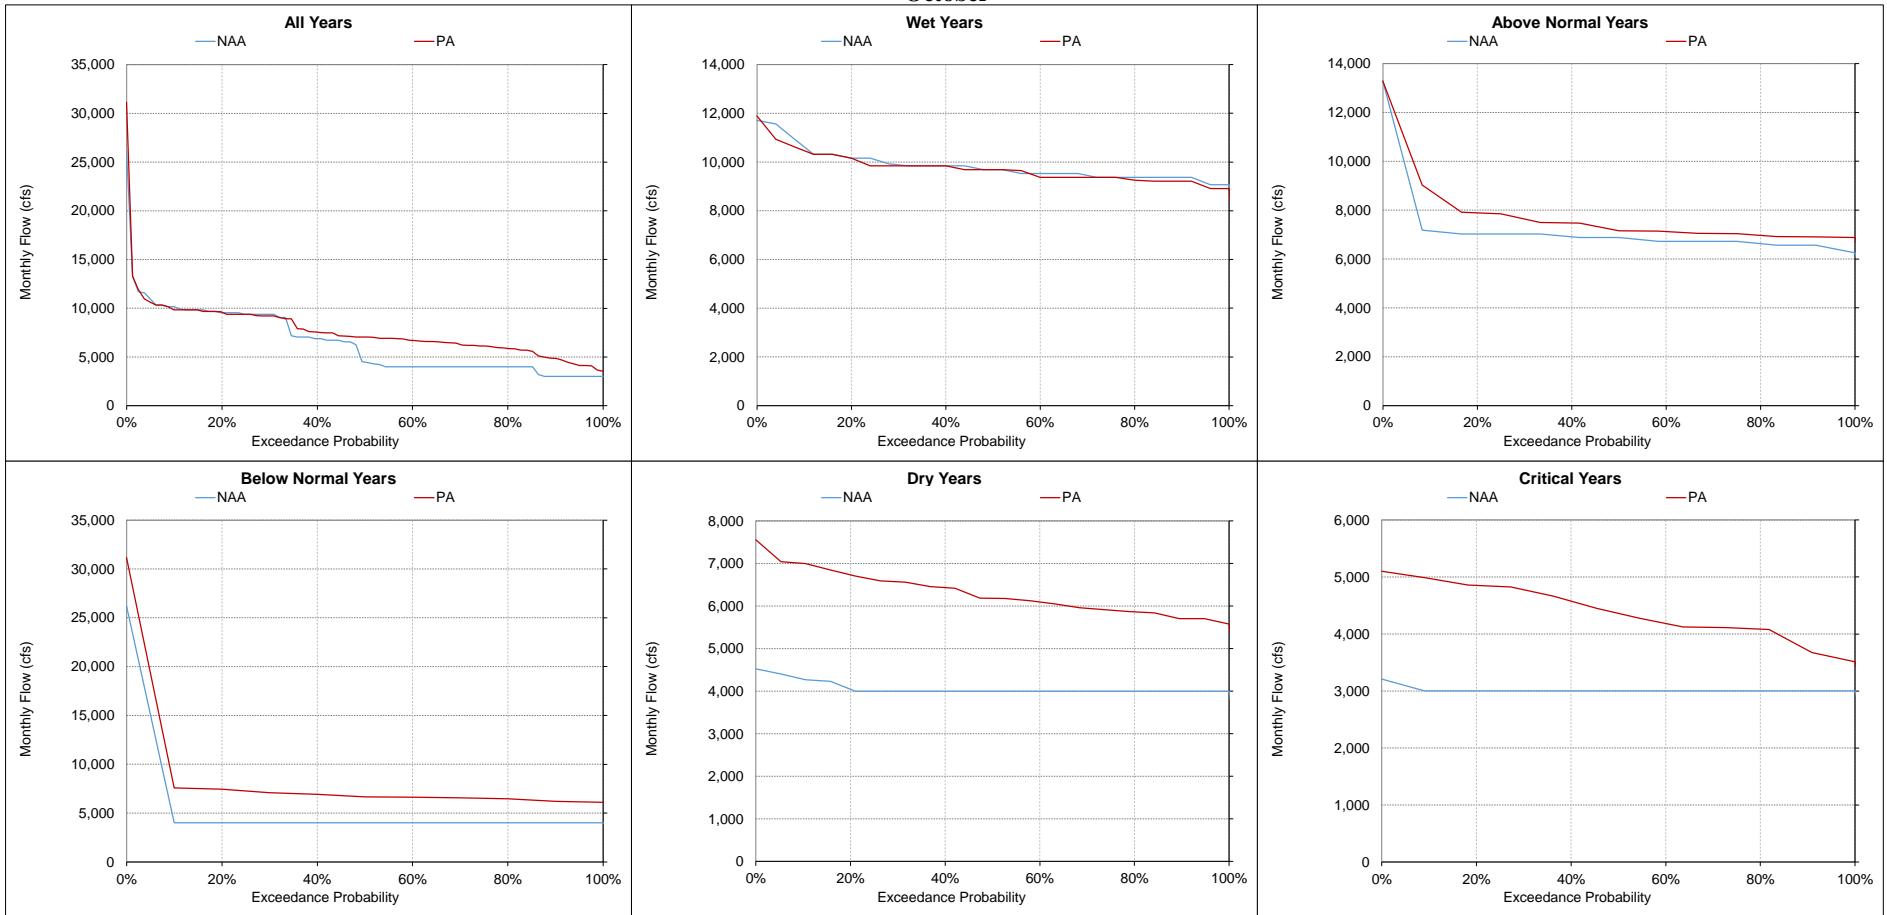 All Years
NAA PA
35,000
30,000
25,000
20,000
15,000
10,000
5,000
0
Monthly Flow (cfs)
0% 20% 40% 60% 80% 100%
Exceedance Probability
Wet Years
NAA PA
14,000
12,000
10,000
8,000
6,000
4,000
2,000
0
Monthly Flow (cfs)
0% 20% 40% 60% 80% 100%
Exceedance Probability
Above Normal Years
NAA PA
14,000
12,000
10,000
8,000
6,000
4,000
2,000
0
Monthly Flow (cfs)
0% 20% 40% 60% 80% 100%
Exceedance Probability
Below Normal Years
NAA PA
35,000
30,000
25,000
20,000
15,000
10,000
5,000
0
Monthly Flow (cfs)
0% 20% 40% 60% 80% 100%
Exceedance Probability
Dry Years
NAA PA
8,000
7,000
6,000
5,000
4,000
3,000
2,000
1,000
0
Monthly Flow (cfs)
0% 20% 40% 60% 80% 100%
Exceedance Probability
Critical Years
NAA PA
6,000
5,000
4,000
3,000
2,000
1,000
0
Monthly Flow (cfs)
0% 20% 40% 60% 80% 100%
Exceedance Probability